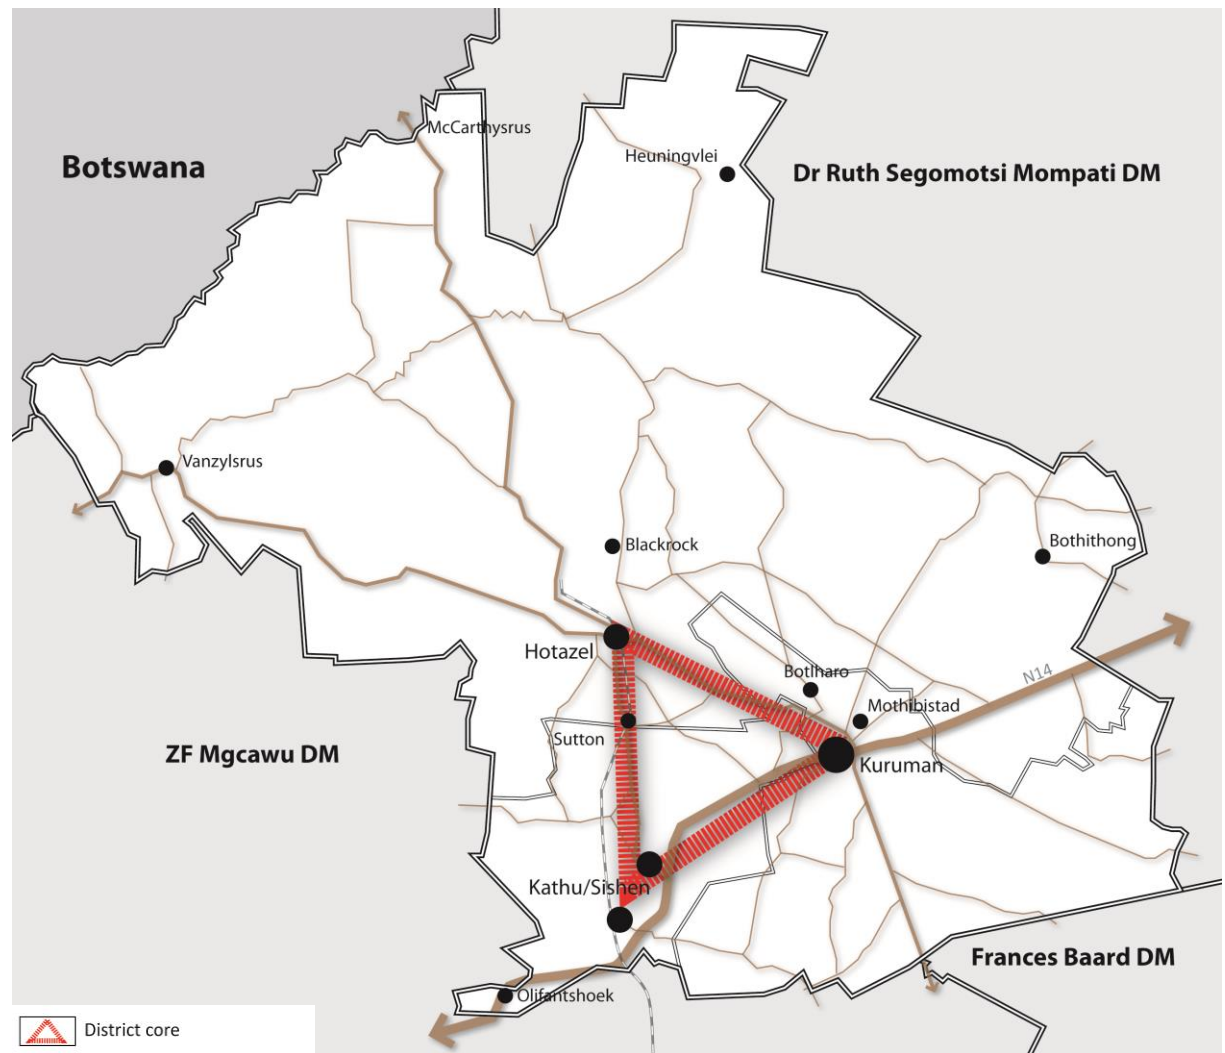 McCarthysrus
Botswana
Heuningvlei
Dr Ruth Segomotsi Mompati DM
Vanzylsrus
Blackrock
Bothithong
Hotazel
Botlharo
N14
Mothibistad
Sutton
ZF Mgcawu DM
Kuruman
Kathu/Sishen
Frances Baard DM
Olifantshoek
District core